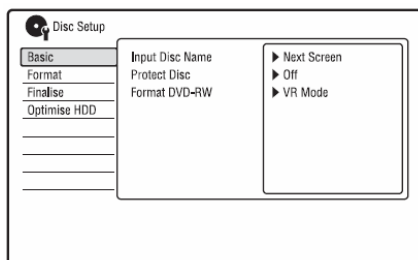 Disc Setup
Basic
Format
Finalise
Optimise HDD
Input Disc Name
Protect Disc
Format DVD-RW
Next Screen
Off
VR Mode